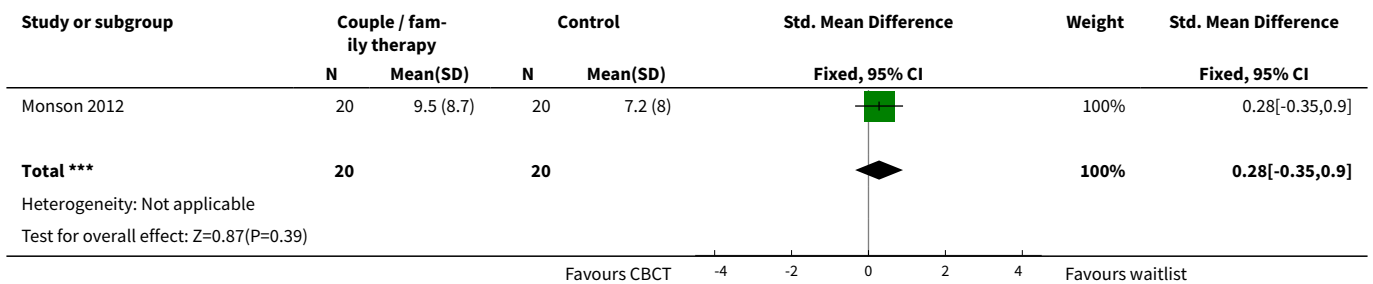 Study or subgroup Couple / fam- Control Std. Mean Difference Weight Std. Mean Difference
ily therapy
N Mean(SD) N Mean(SD) Fixed, 95% CI Fixed, 95% CI
Monson 2012 20 9.5 (8.7) 20 7.2 (8) 100% 0.28[-0.35,0.9]
Total *** 20 20 100% 0.28[-0.35,0.9]
Heterogeneity: Not applicable
Test for overall effect: Z=0.87(P=0.39)
Favours CBCT -4 -2 0 2 4 Favours waitlist